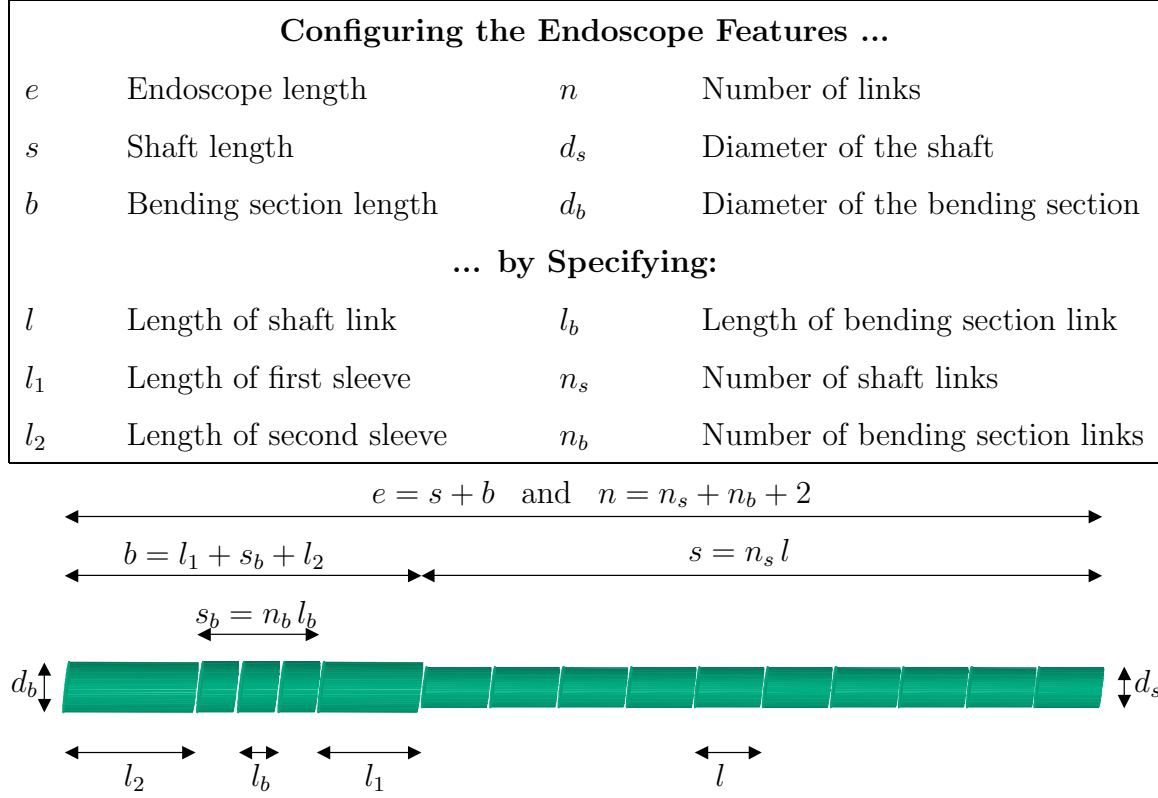 Configuring the Endoscope Features ...
e Endoscope length n Number of links
s Shaft length d_s Diameter of the shaft
b Bending section length d_b Diameter of the bending section
... by Specifying:
l Length of shaft link l_b Length of bending section link
l_1 Length of first sleeve n_s Number of shaft links
l_2 Length of second sleeve n_b Number of bending section links
e = s + b and n = n_s + n_b + 2
b = l_1 + s_b + l_2 s = n_s l
s_b = n_b l_b
d_b d_s
l_2 l_b l_1 l